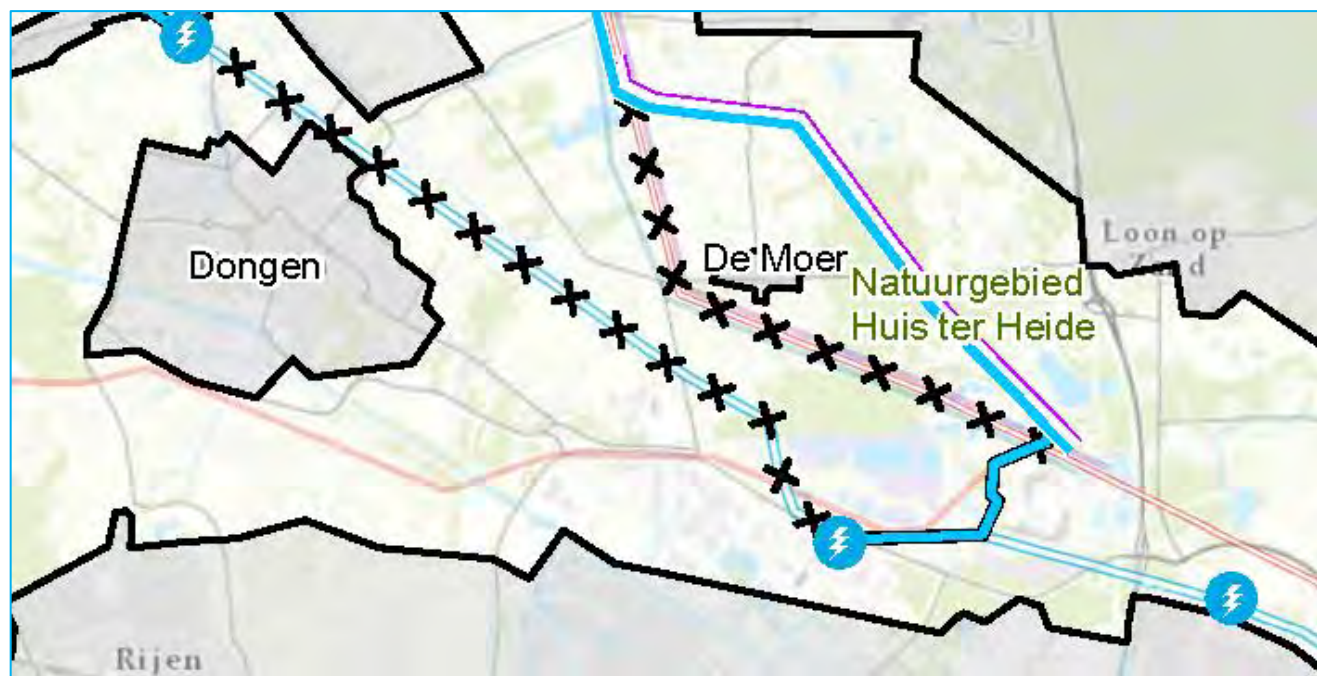 Loon op
Zand
Dongen
De Moer
Natuurgebied
Huis ter Heide
Rijen